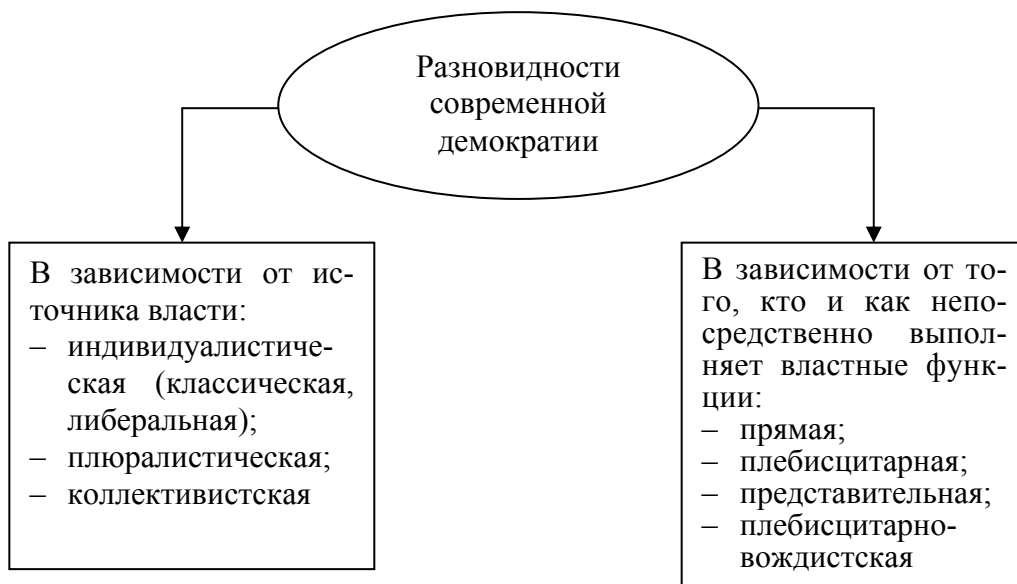 Разновидности
современной
демократии
В зависимости от ис-
точника власти:
– индивидуалистиче-
ская (классическая,
либеральная);
– плюралистическая;
– коллективистская
В зависимости от то-
го, кто и как непо-
средственно выпол-
няет властные функ-
ции:
– прямая;
– плебисцитарная;
– представительная;
– плебисцитарно-
вождистская